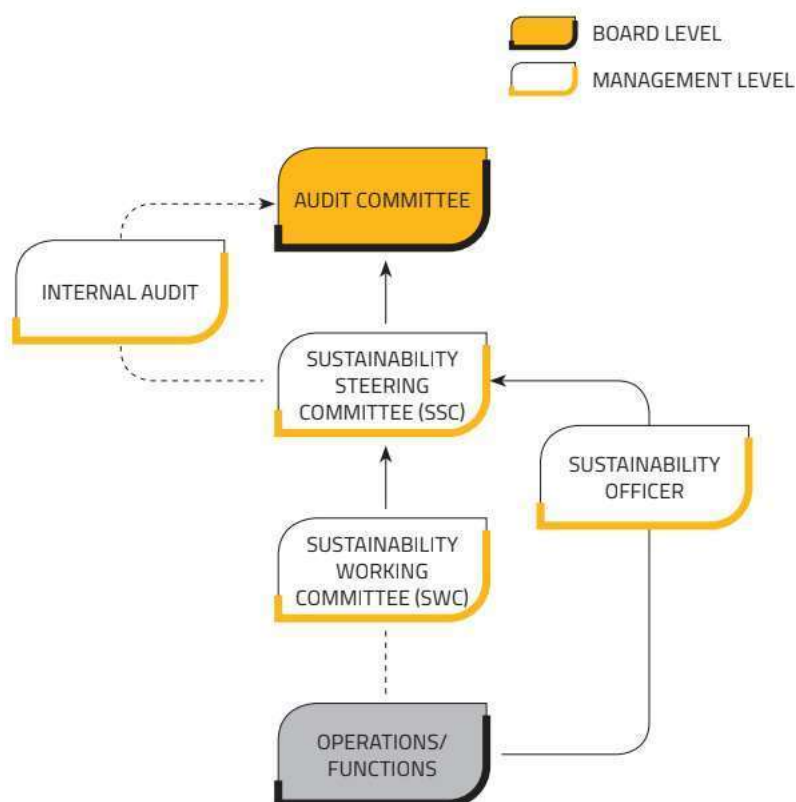 BOARD LEVEL
MANAGEMENT LEVEL
AUDIT COMMITTEE
INTERNAL AUDIT
SUSTAINABILITY
STEERING
COMMITTEE (SSC)
SUSTAINABILITY
OFFICER
SUSTAINABILITY
WORKING
COMMITTEE (SWC)
OPERATIONS/
FUNCTIONS